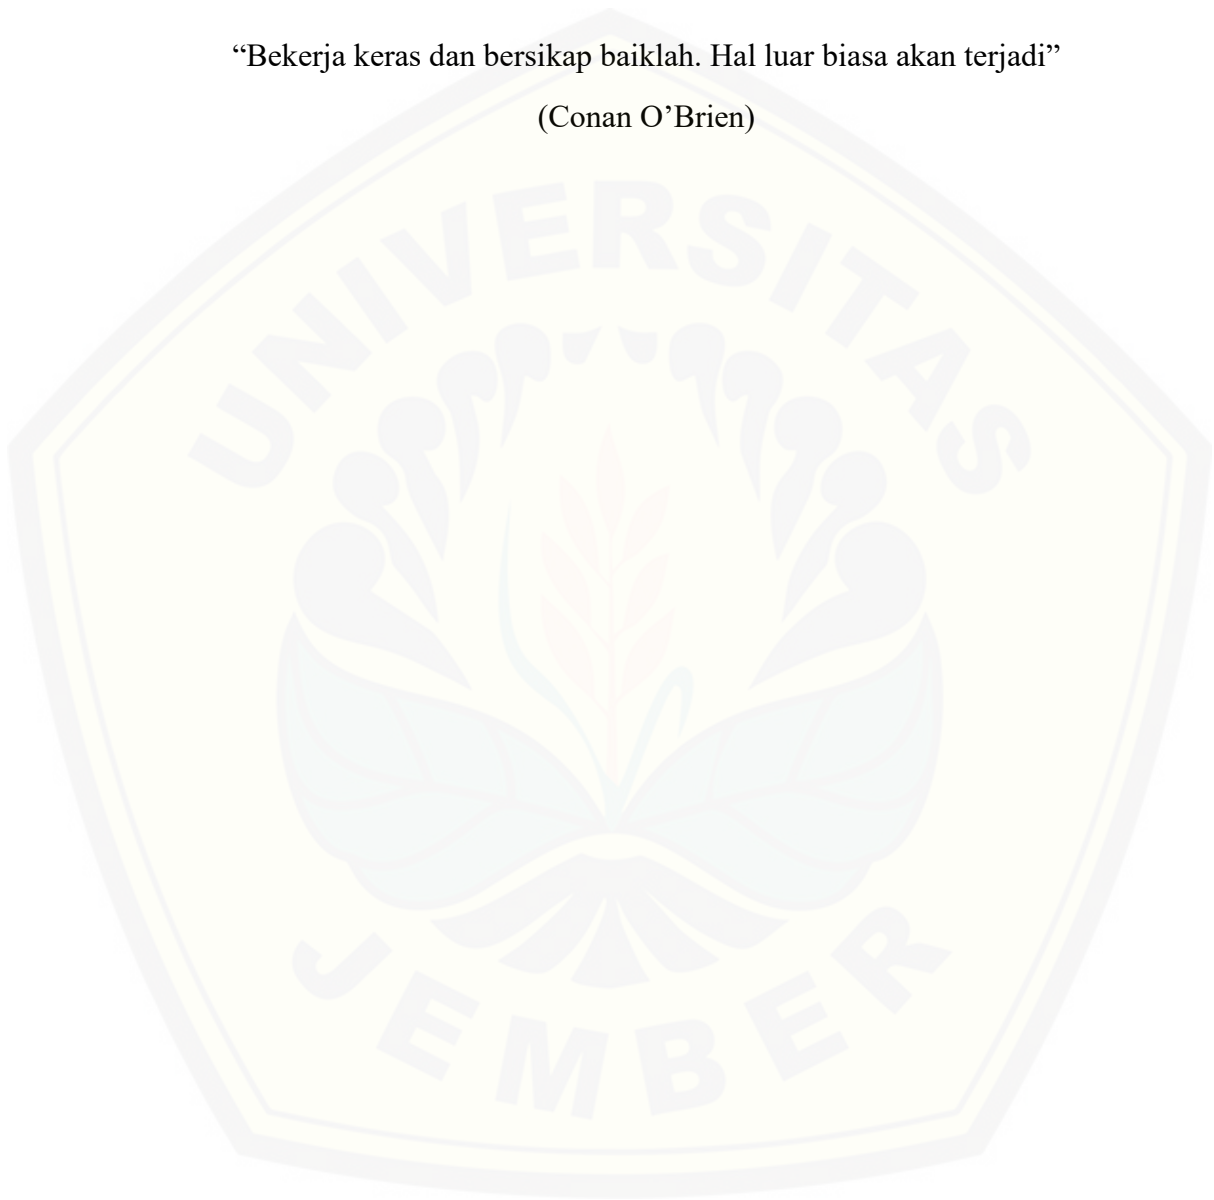 “Bekerja keras dan bersikap baiklah. Hal luar biasa akan terjadi”
(Conan O’Brien)
UNIVERSITAS
JEMBER